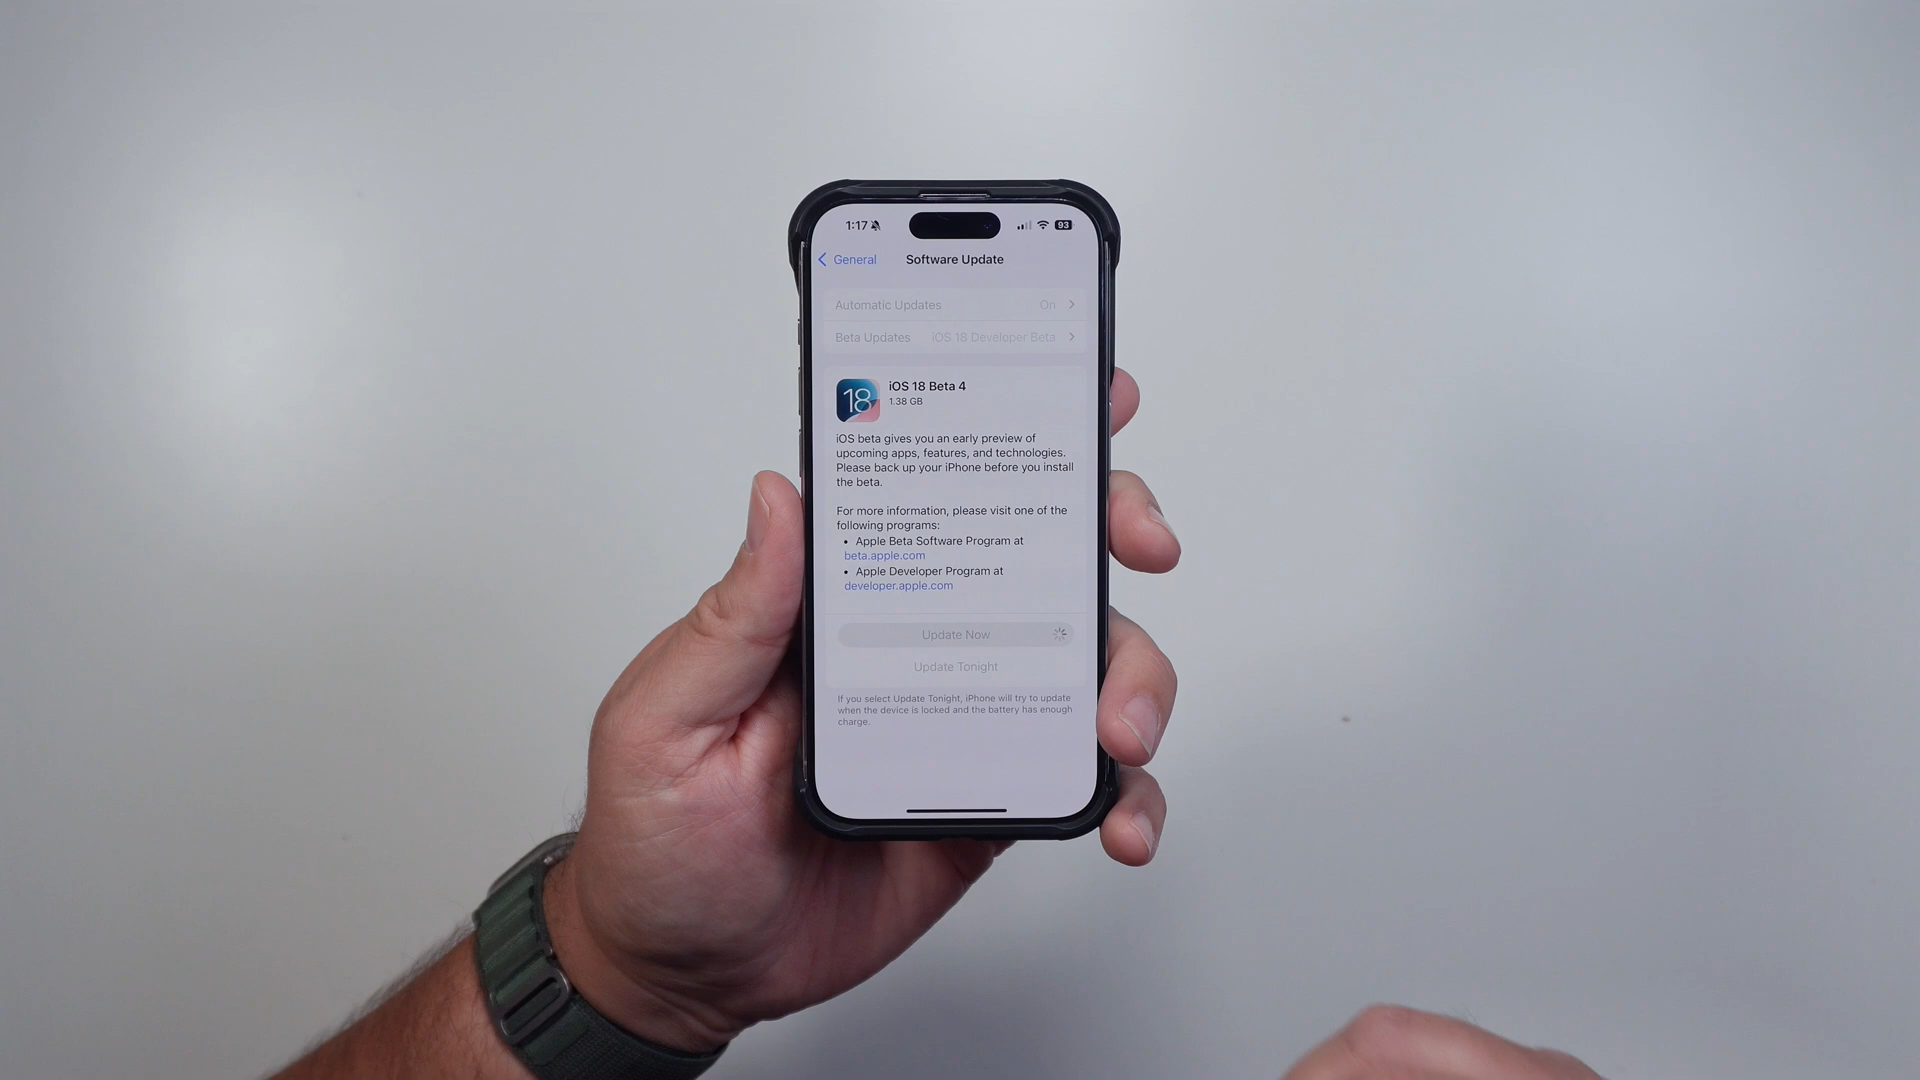 1:17
93
General
Software Update
Automatic Updates On
Beta Updates iOS 18 Developer Beta
18
iOS 18 Beta 4
1.38 GB
iOS beta gives you an early preview of
upcoming apps, features, and technologies.
Please back up your iPhone before you install
the beta.
For more information, please visit one of the
following programs:
• Apple Beta Software Program at
beta.apple.com
• Apple Developer Program at
developer.apple.com
Update Now
Update Tonight
If you select Update Tonight, iPhone will try to update
when the device is locked and the battery has enough
charge.